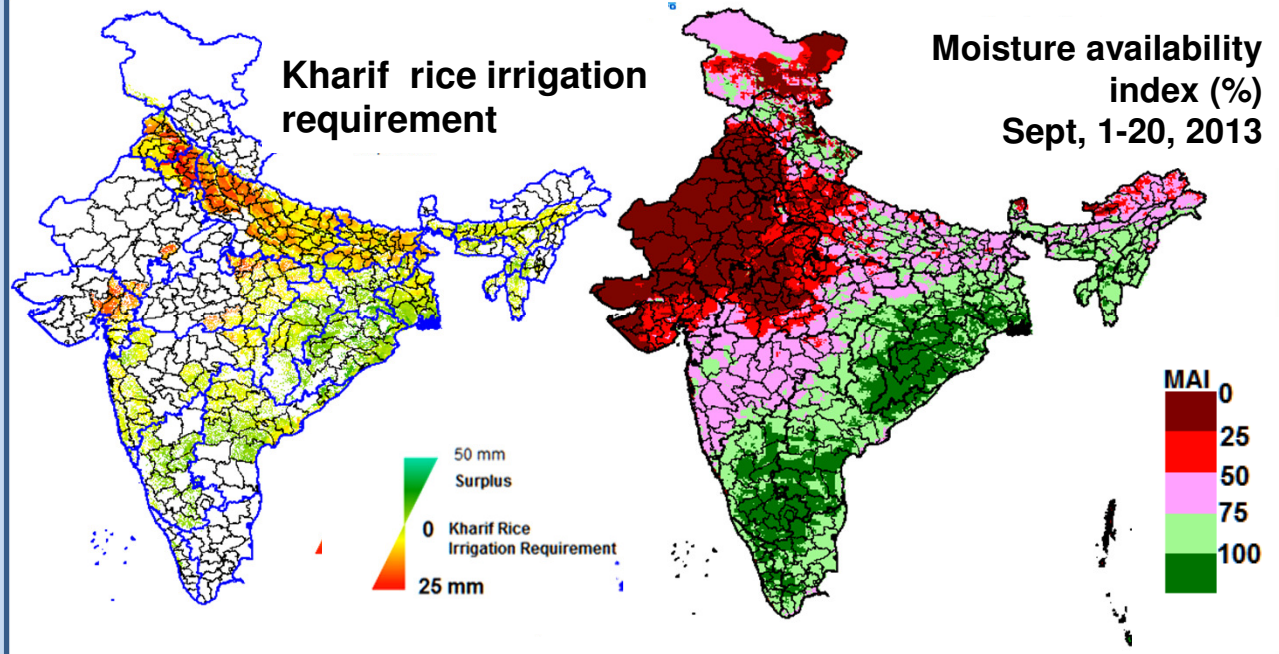 Kharif  rice irrigation
requirement
Moisture availability
index (%)
Sept, 1-20, 2013
50 mm
Surplus
0
Kharif Rice
Irrigation Requirement
25 mm
MAI
0
25
50
75
100